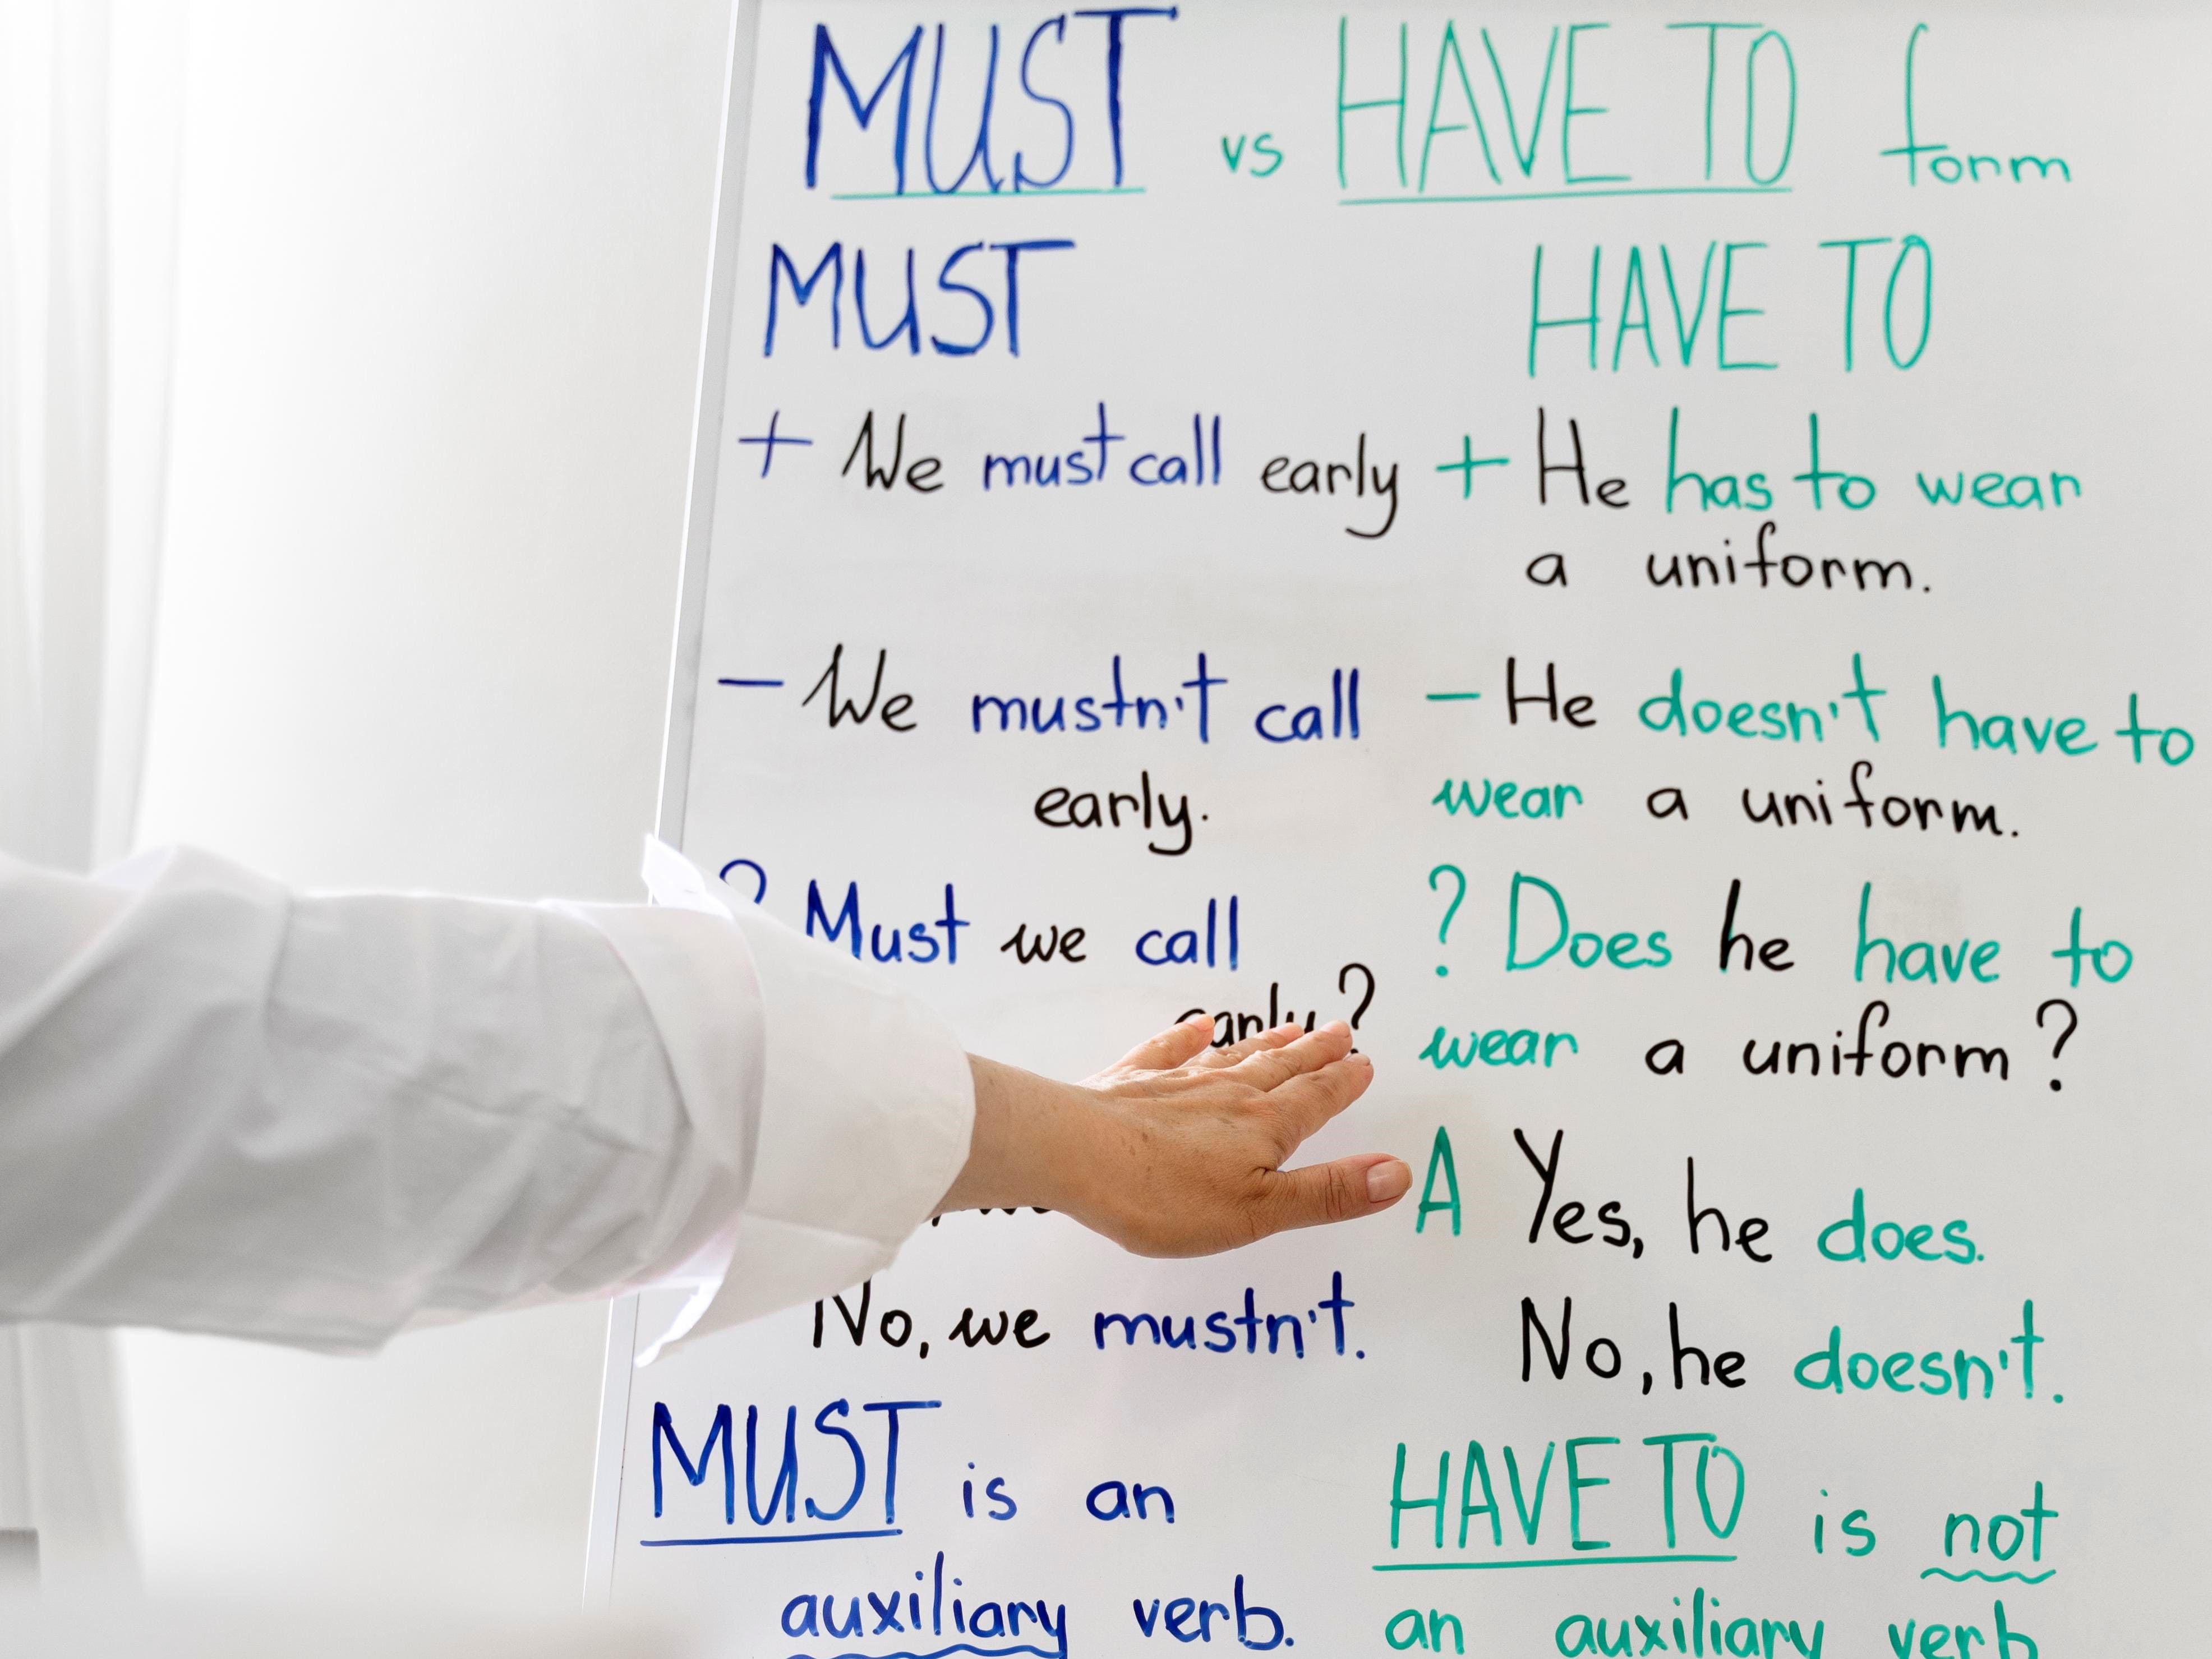 MUST vs HAVE TO form
MUST
+ We must call early
- We mustn't call
early.
? Must we call
early?
No, we mustn't.
MUST is an
auxiliary verb.
HAVE TO
+ He has to wear
a uniform.
- He doesn't have to
wear a uniform.
? Does he have to
wear a uniform?
A Yes, he does.
No, he doesn't.
HAVE TO is not
an auxiliary verb